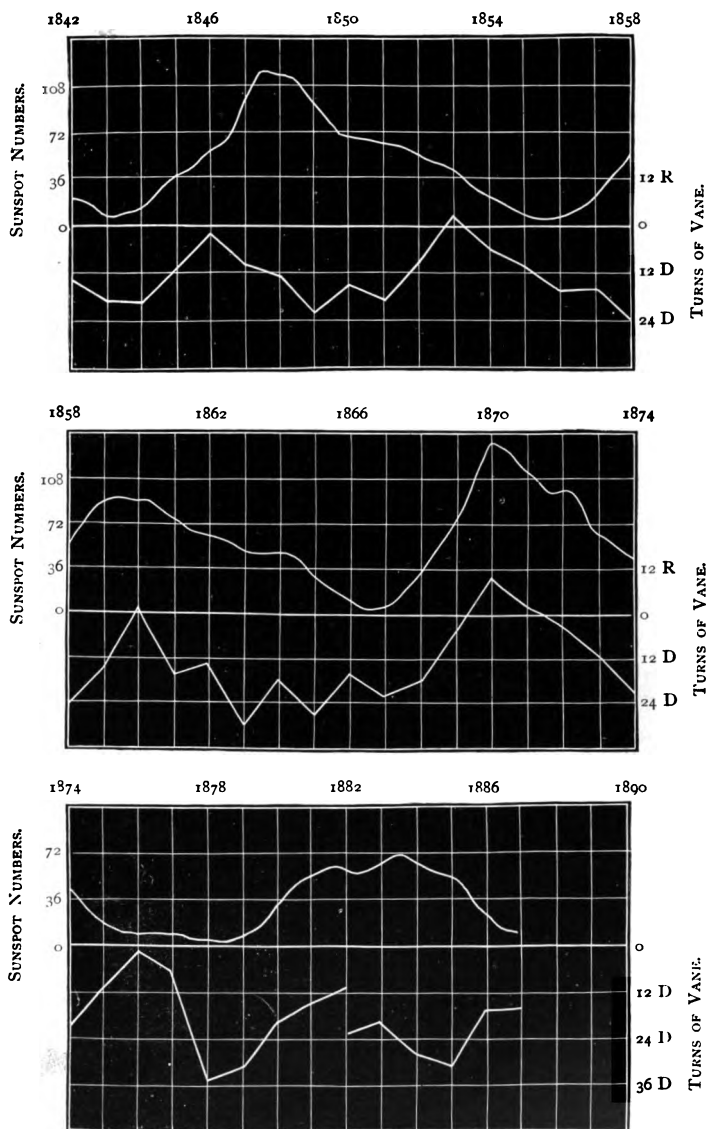 1842 1846 1850 1854 1858
SUNSPOT NUMBERS.
108
72
36
0
12 R
0
12 D
24 D
TURNS OF VANE.
1858 1862 1866 1870 1874
SUNSPOT NUMBERS.
108
72
36
0
12 R
0
12 D
24 D
TURNS OF VANE.
1874 1878 1882 1886 1890
SUNSPOT NUMBERS.
72
36
0
0
12 D
24 D
36 D
TURNS OF VANE.